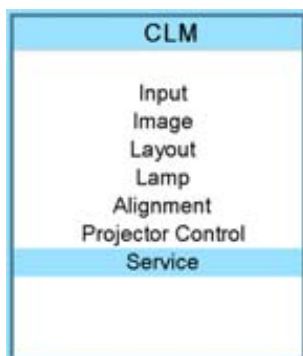 CLM
Input
Image
Layout
Lamp
Alignment
Projector Control
Service